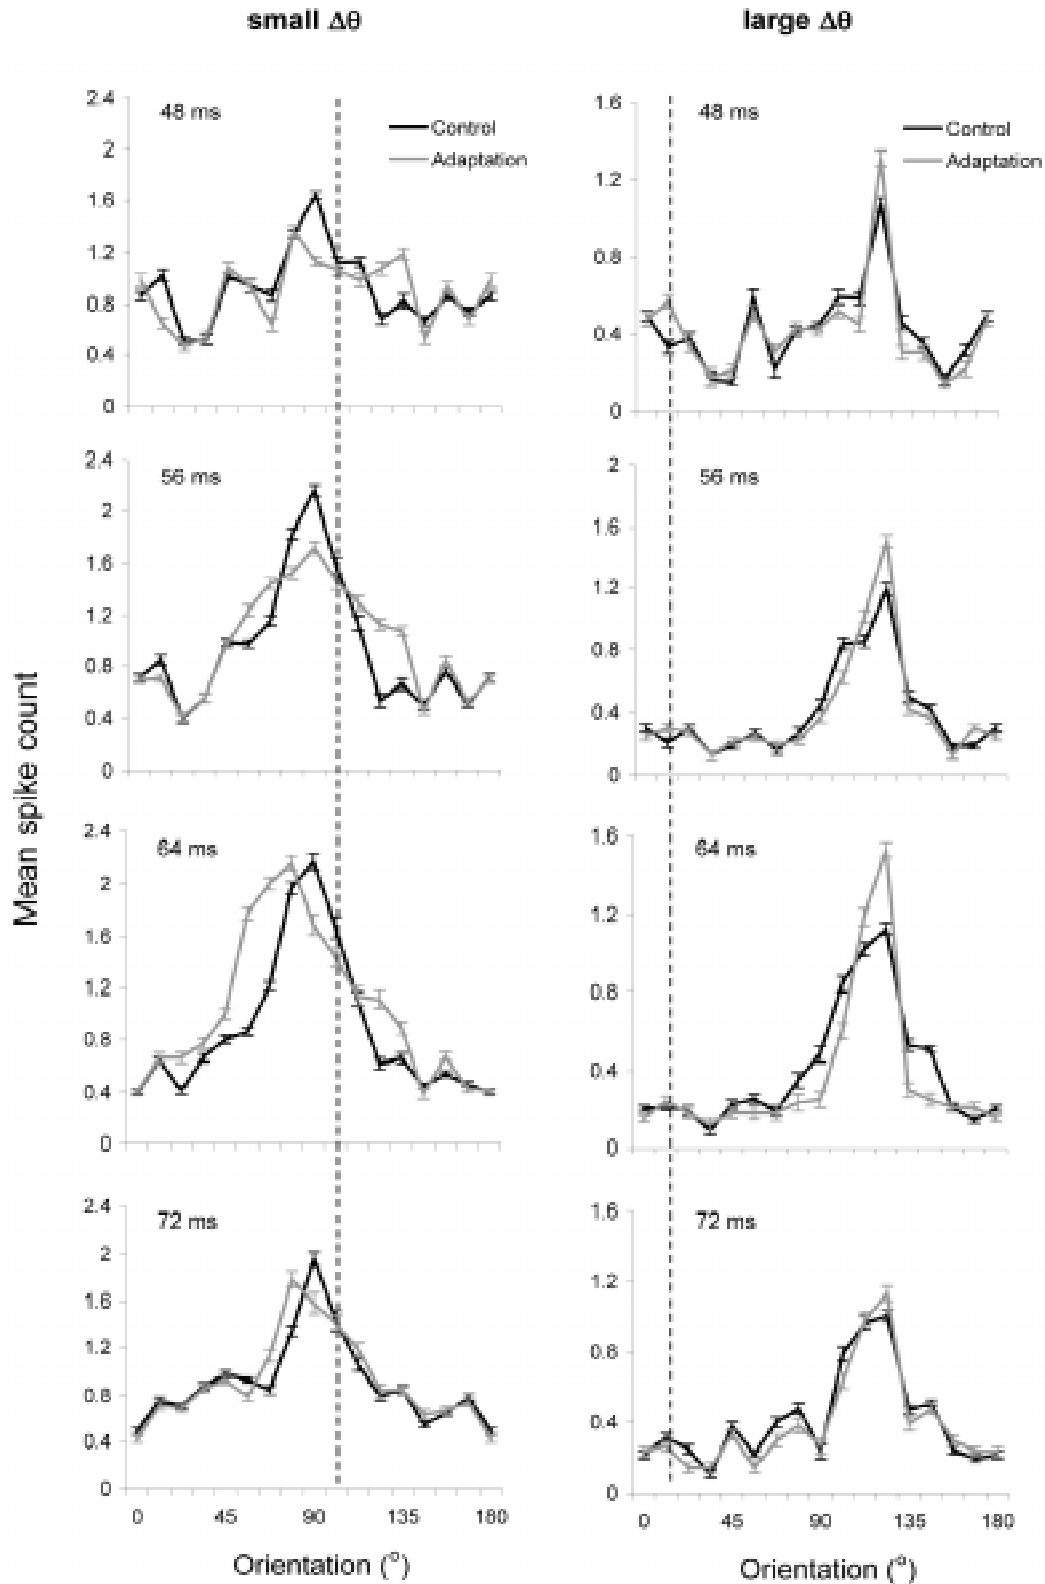 small Δθ
large Δθ
48 ms
Control
Adaptation
2.4
2
1.6
1.2
0.8
0.4
0
48 ms
Control
Adaptation
1.6
1.2
0.8
0.4
0
56 ms
2.4
2
1.6
1.2
0.8
0.4
0
56 ms
2
1.6
1.2
0.8
0.4
0
Mean spike count
64 ms
2.4
2
1.6
1.2
0.8
0.4
0
64 ms
1.6
1.2
0.8
0.4
0
72 ms
2.4
2
1.6
1.2
0.8
0.4
0
0 45 90 135 180
Orientation (°)
72 ms
1.6
1.2
0.8
0.4
0
0 45 90 135 180
Orientation (°)